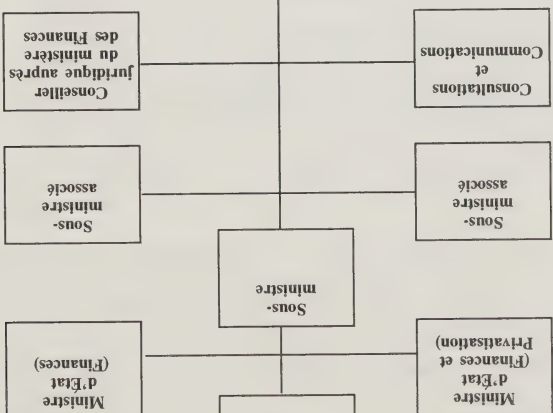 Ministre
d'État
(Finances et
Privatisation)
Ministre
d'État
(Finances)
Sous-
ministre
Sous-
ministre
associé
Sous-
ministre
associé
Consultations
et
Communications
Conseiller
juridique auprès
du ministère
des Finances